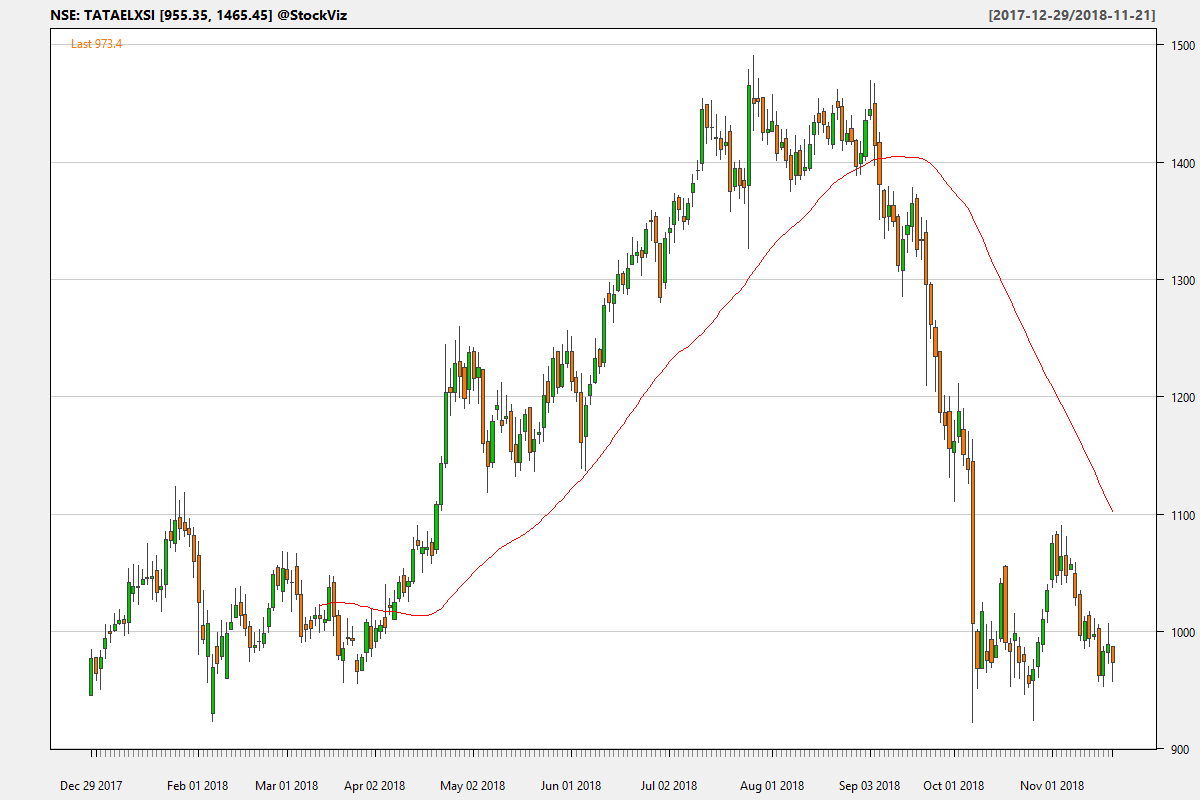 NSE: TATAELXSI [955.35, 1465.45] @StockViz
[2017-12-29/2018-11-21]
Last 973.4
1500
1400
1300
1200
1100
1000
900
Dec 29 2017 Feb 01 2018 Mar 01 2018 Apr 02 2018 May 02 2018 Jun 01 2018 Jul 02 2018 Aug 01 2018 Sep 03 2018 Oct 01 2018 Nov 01 2018